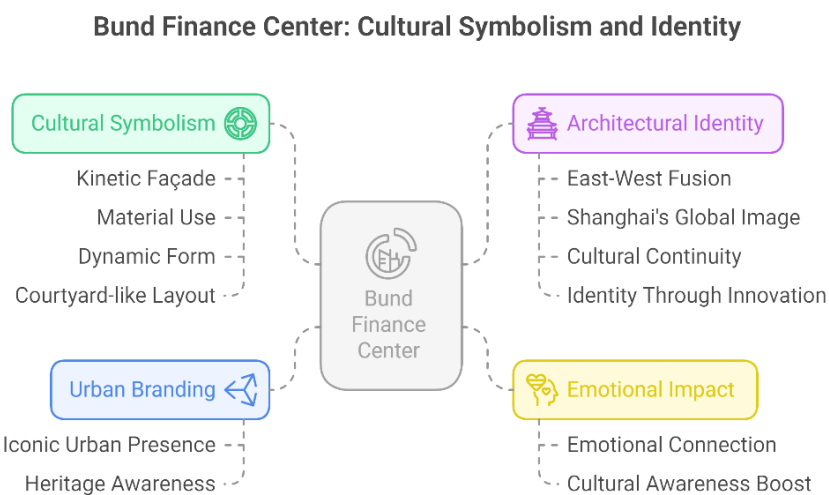 Bund Finance Center: Cultural Symbolism and Identity
Cultural Symbolism
Kinetic Façade
Material Use
Dynamic Form
Courtyard-like Layout
Architectural Identity
East-West Fusion
Shanghai's Global Image
Cultural Continuity
Identity Through Innovation
Bund
Finance
Center
Urban Branding
Iconic Urban Presence
Heritage Awareness
Emotional Impact
Emotional Connection
Cultural Awareness Boost